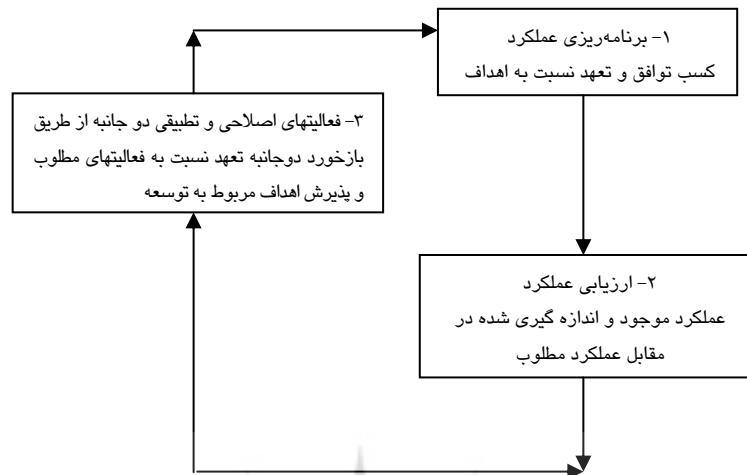 ۱- برنامه‌ریزی عملکرد
کسب توافق و تعهد نسبت به اهداف
۲- ارزیابی عملکرد
عملکرد موجود و اندازه گیری شده در
مقابل عملکرد مطلوب
۳- فعالیتهای اصلاحی و تطبیقی دو جانبه از طریق
بازخورد دوجانبه تعهد نسبت به فعالیتهای مطلوب
و پذیرش اهداف مربوط به توسعه